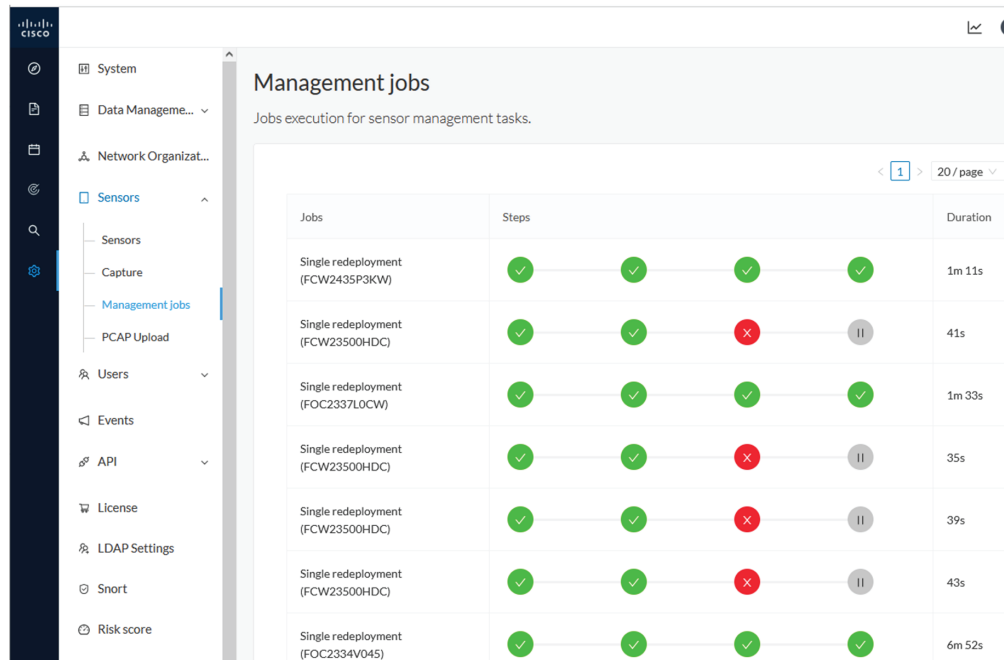 CISCO
System
Data Manageme...
Network Organizat...
Sensors
Sensors
Capture
Management jobs
PCAP Upload
Users
Events
API
License
LDAP Settings
Snort
Risk score
Management jobs
Jobs execution for sensor management tasks.
< 1 > 20 / page
Jobs Steps Duration
Single redeployment
(FCW2435P3KW) 1m 11s
Single redeployment
(FCW23500HDC) 41s
Single redeployment
(FOC2337L0CW) 1m 33s
Single redeployment
(FCW23500HDC) 35s
Single redeployment
(FCW23500HDC) 39s
Single redeployment
(FCW23500HDC) 43s
Single redeployment
(FOC2334V045) 6m 52s